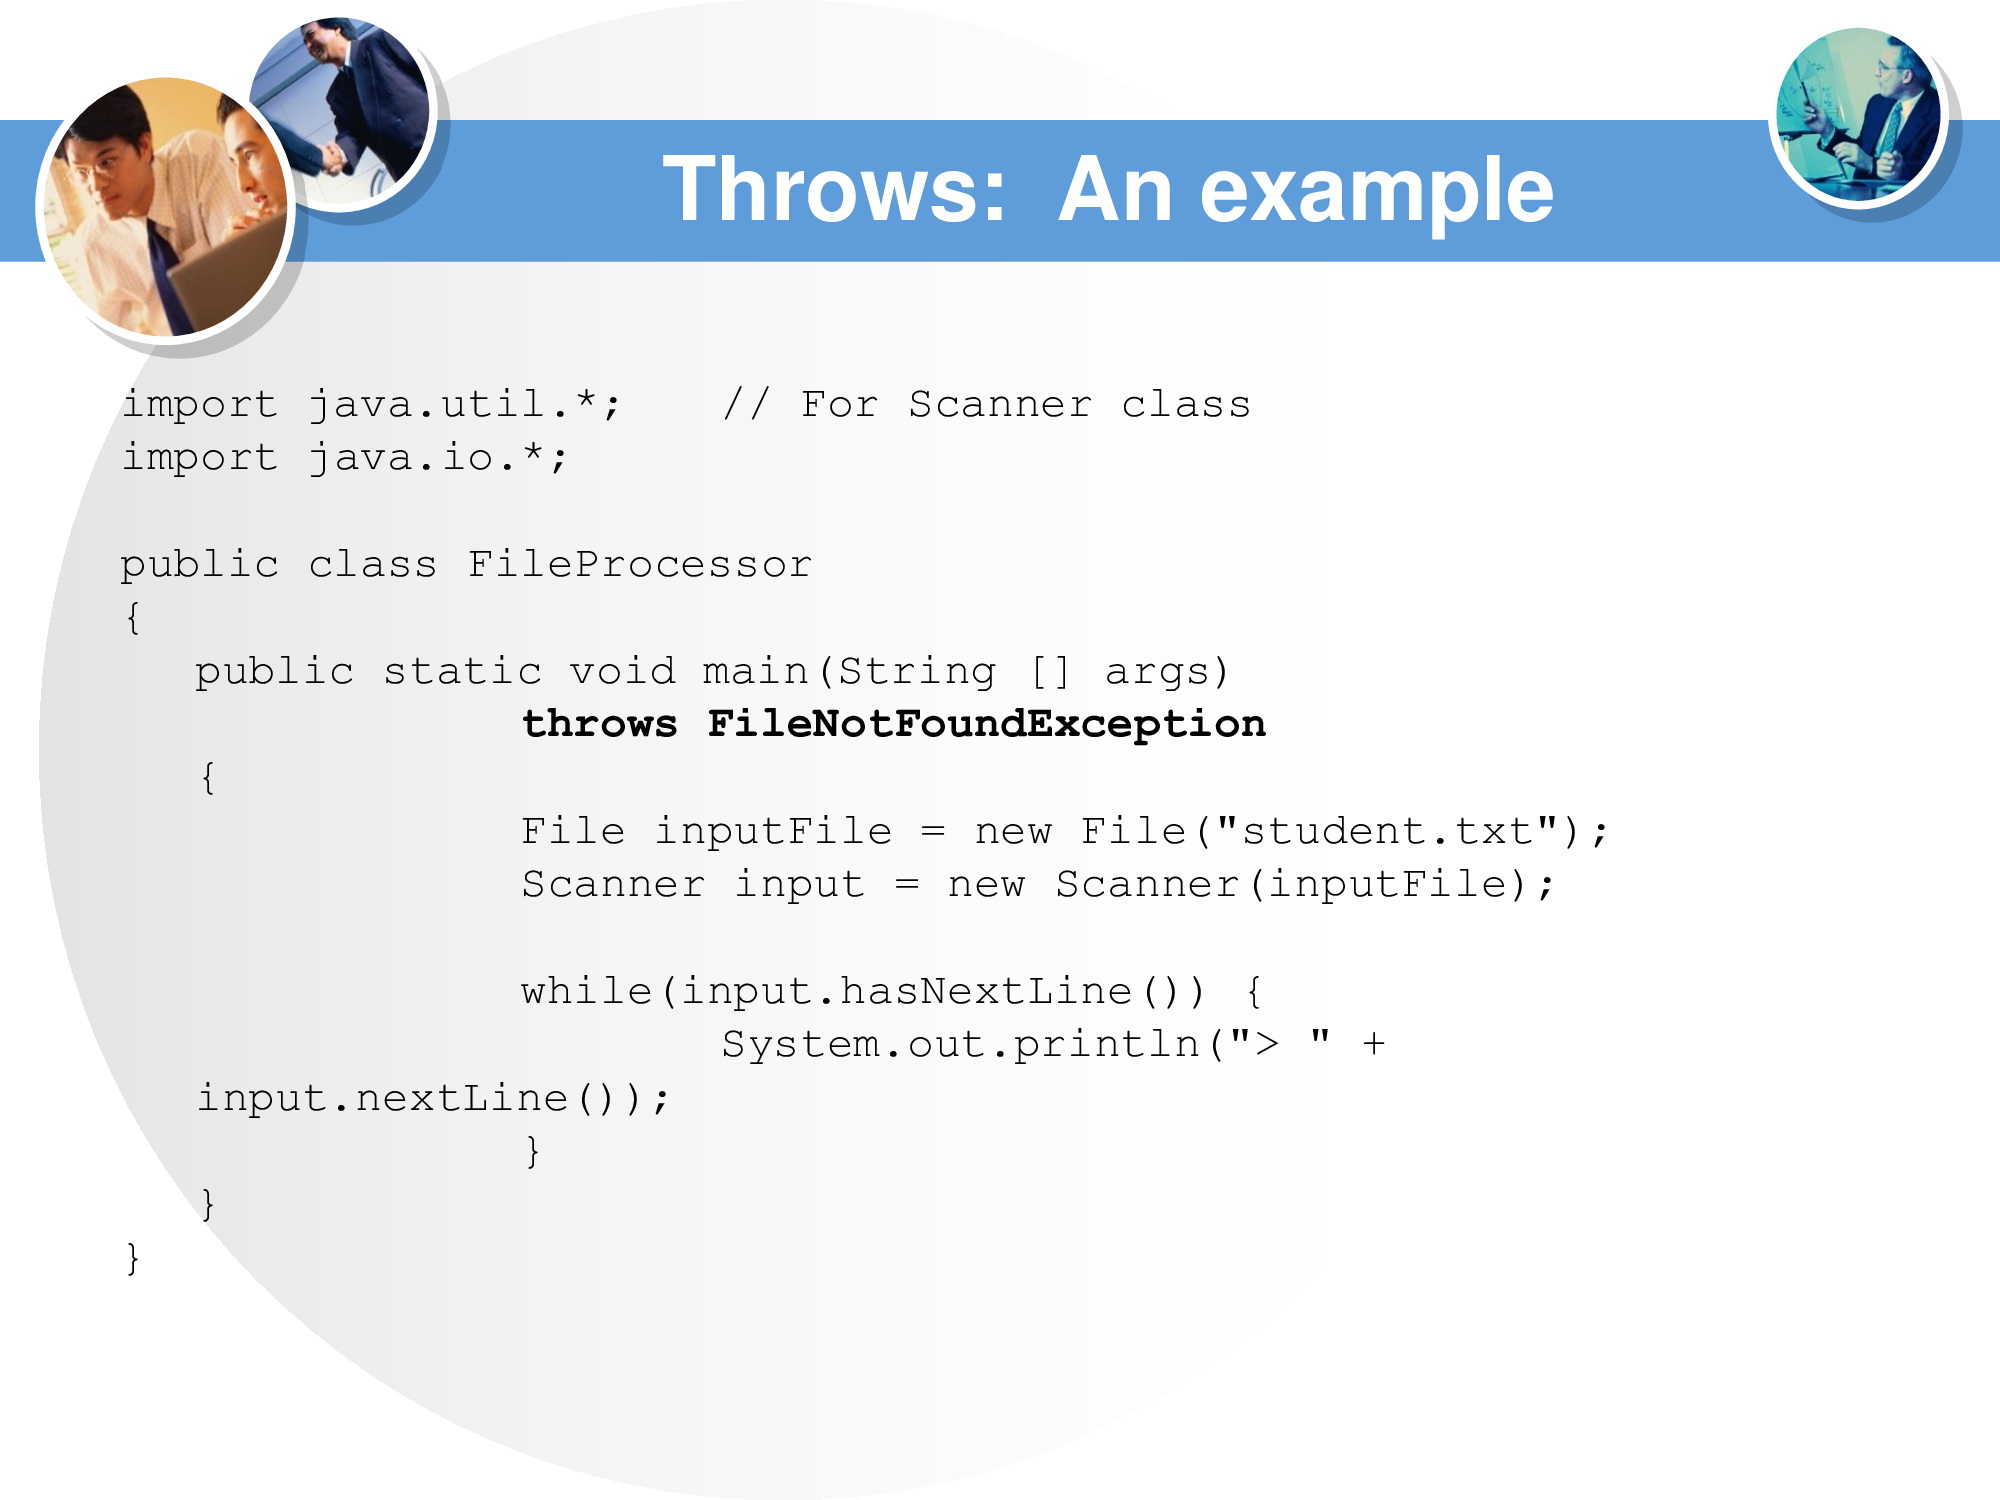 Throws: An example
import java.util.*; // For Scanner class
import java.io.*;
public class FileProcessor
{
public static void main(String [] args)
throws FileNotFoundException
{
File inputFile = new File("student.txt");
Scanner input = new Scanner(inputFile);
while(input.hasNextLine()) {
System.out.println("> " +
input.nextLine());
}
}
}